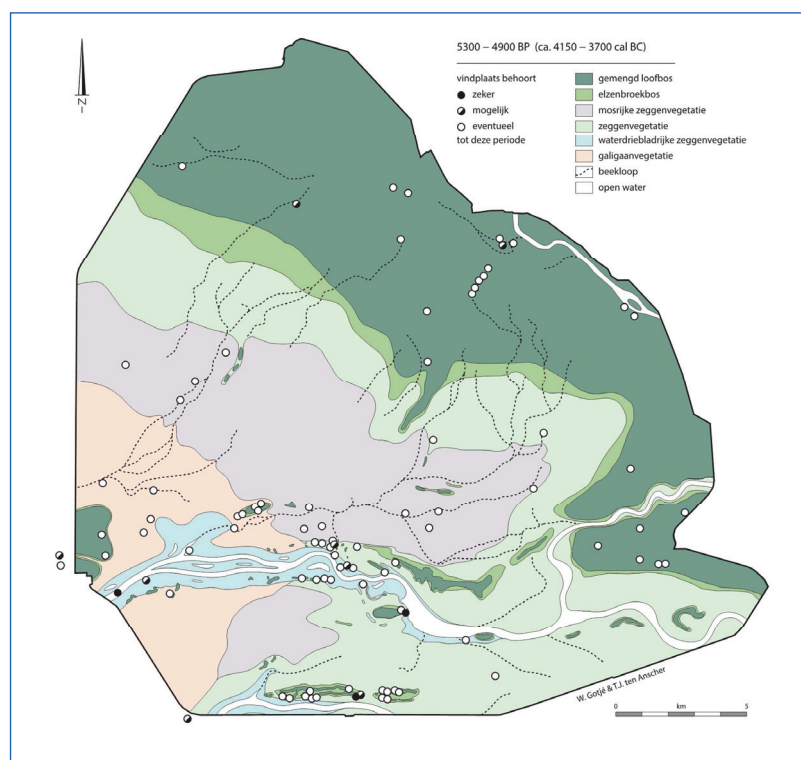 5300 – 4900 BP (ca. 4150 – 3700 cal BC)
vindplaats behoort
zeker
mogelijk
eventueel
tot deze periode
gemengd loofbos
elzenbroekbos
mosrijke zeggenvegetatie
zeggenvegetatie
waterdriebladrijke zeggenvegetatie
galigaanvegetatie
beekloop
open water
N
W. Gotjé & T.J. ten Anscher
0 km 5